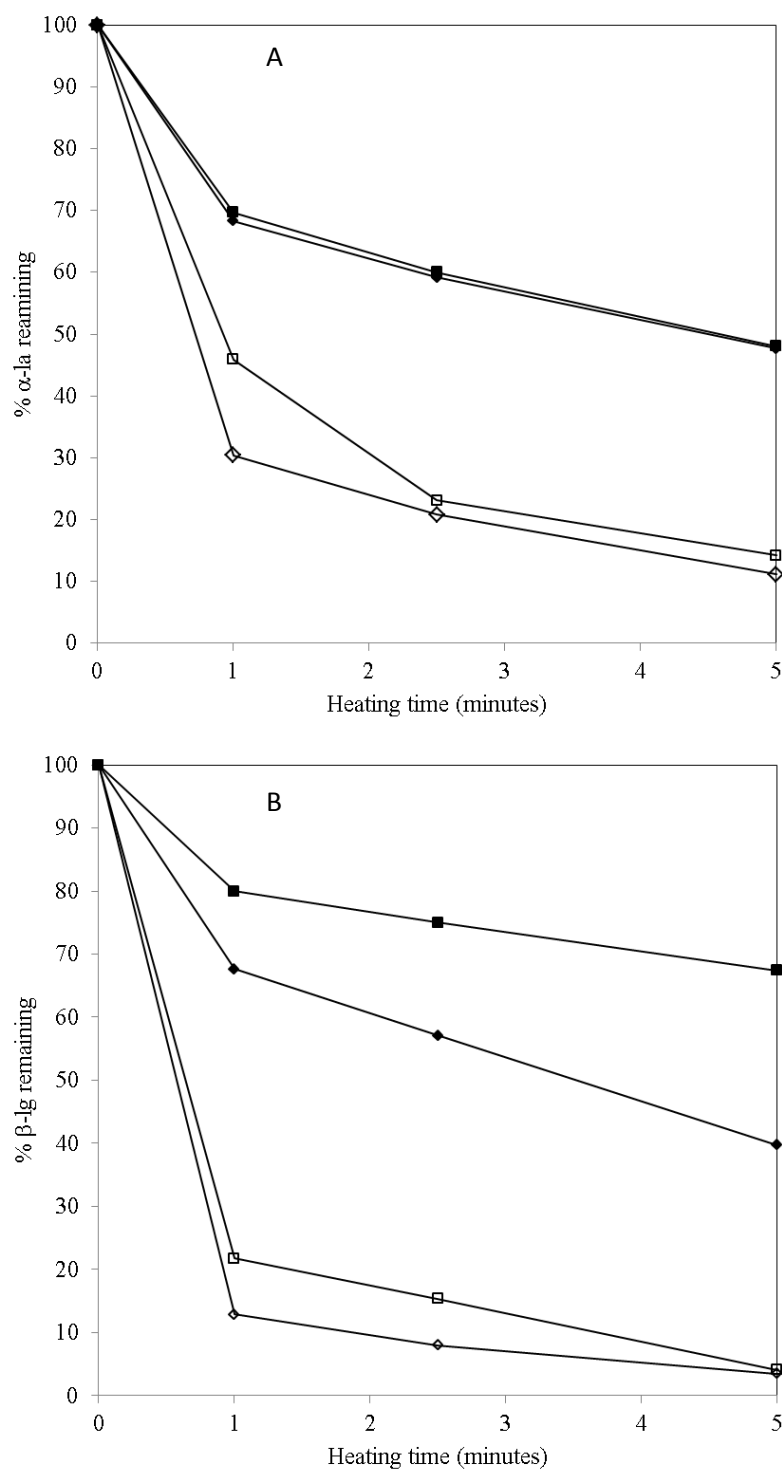 A
100
90
80
70
60
50
40
30
20
10
0
% α-la reamining
0 1 2 3 4 5
Heating time (minutes)
B
100
90
80
70
60
50
40
30
20
10
0
% β-lg remaining
0 1 2 3 4 5
Heating time (minutes)